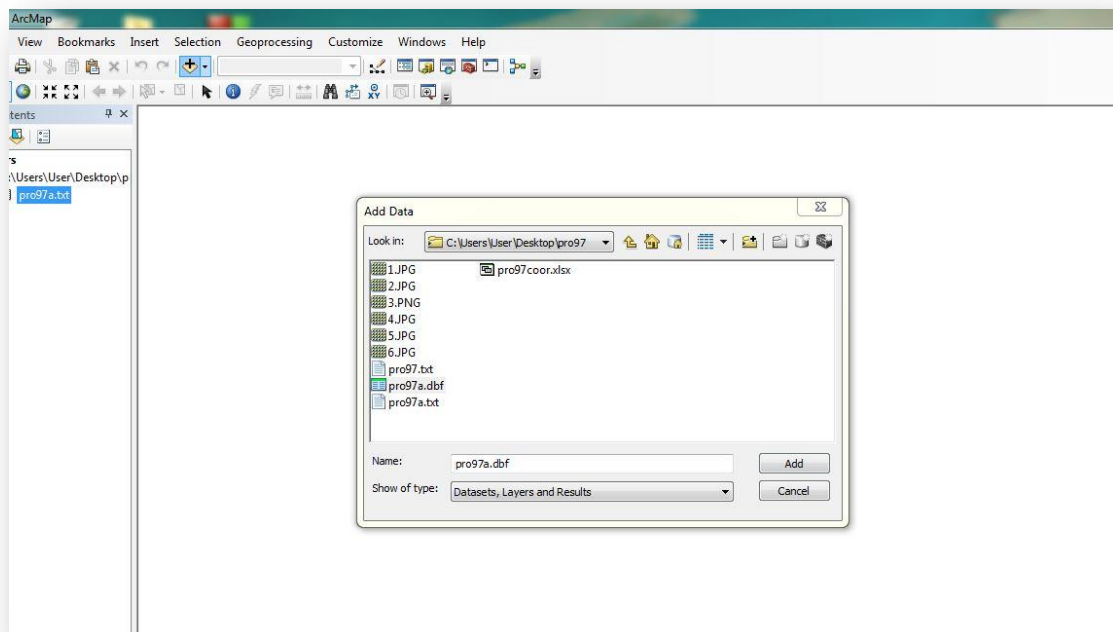 ArcMap
View Bookmarks Insert Selection Geoprocessing Customize Windows Help
XY
tents
rs
:\Users\User\Desktop\p
pro97a.txt
Add Data
Look in: C:\Users\User\Desktop\pro97
1.JPG pro97coor.xlsx
2.JPG
3.PNG
4.JPG
5.JPG
6.JPG
pro97.txt
pro97a.dbf
pro97a.txt
Name: pro97a.dbf Add
Show of type: Datasets, Layers and Results Cancel